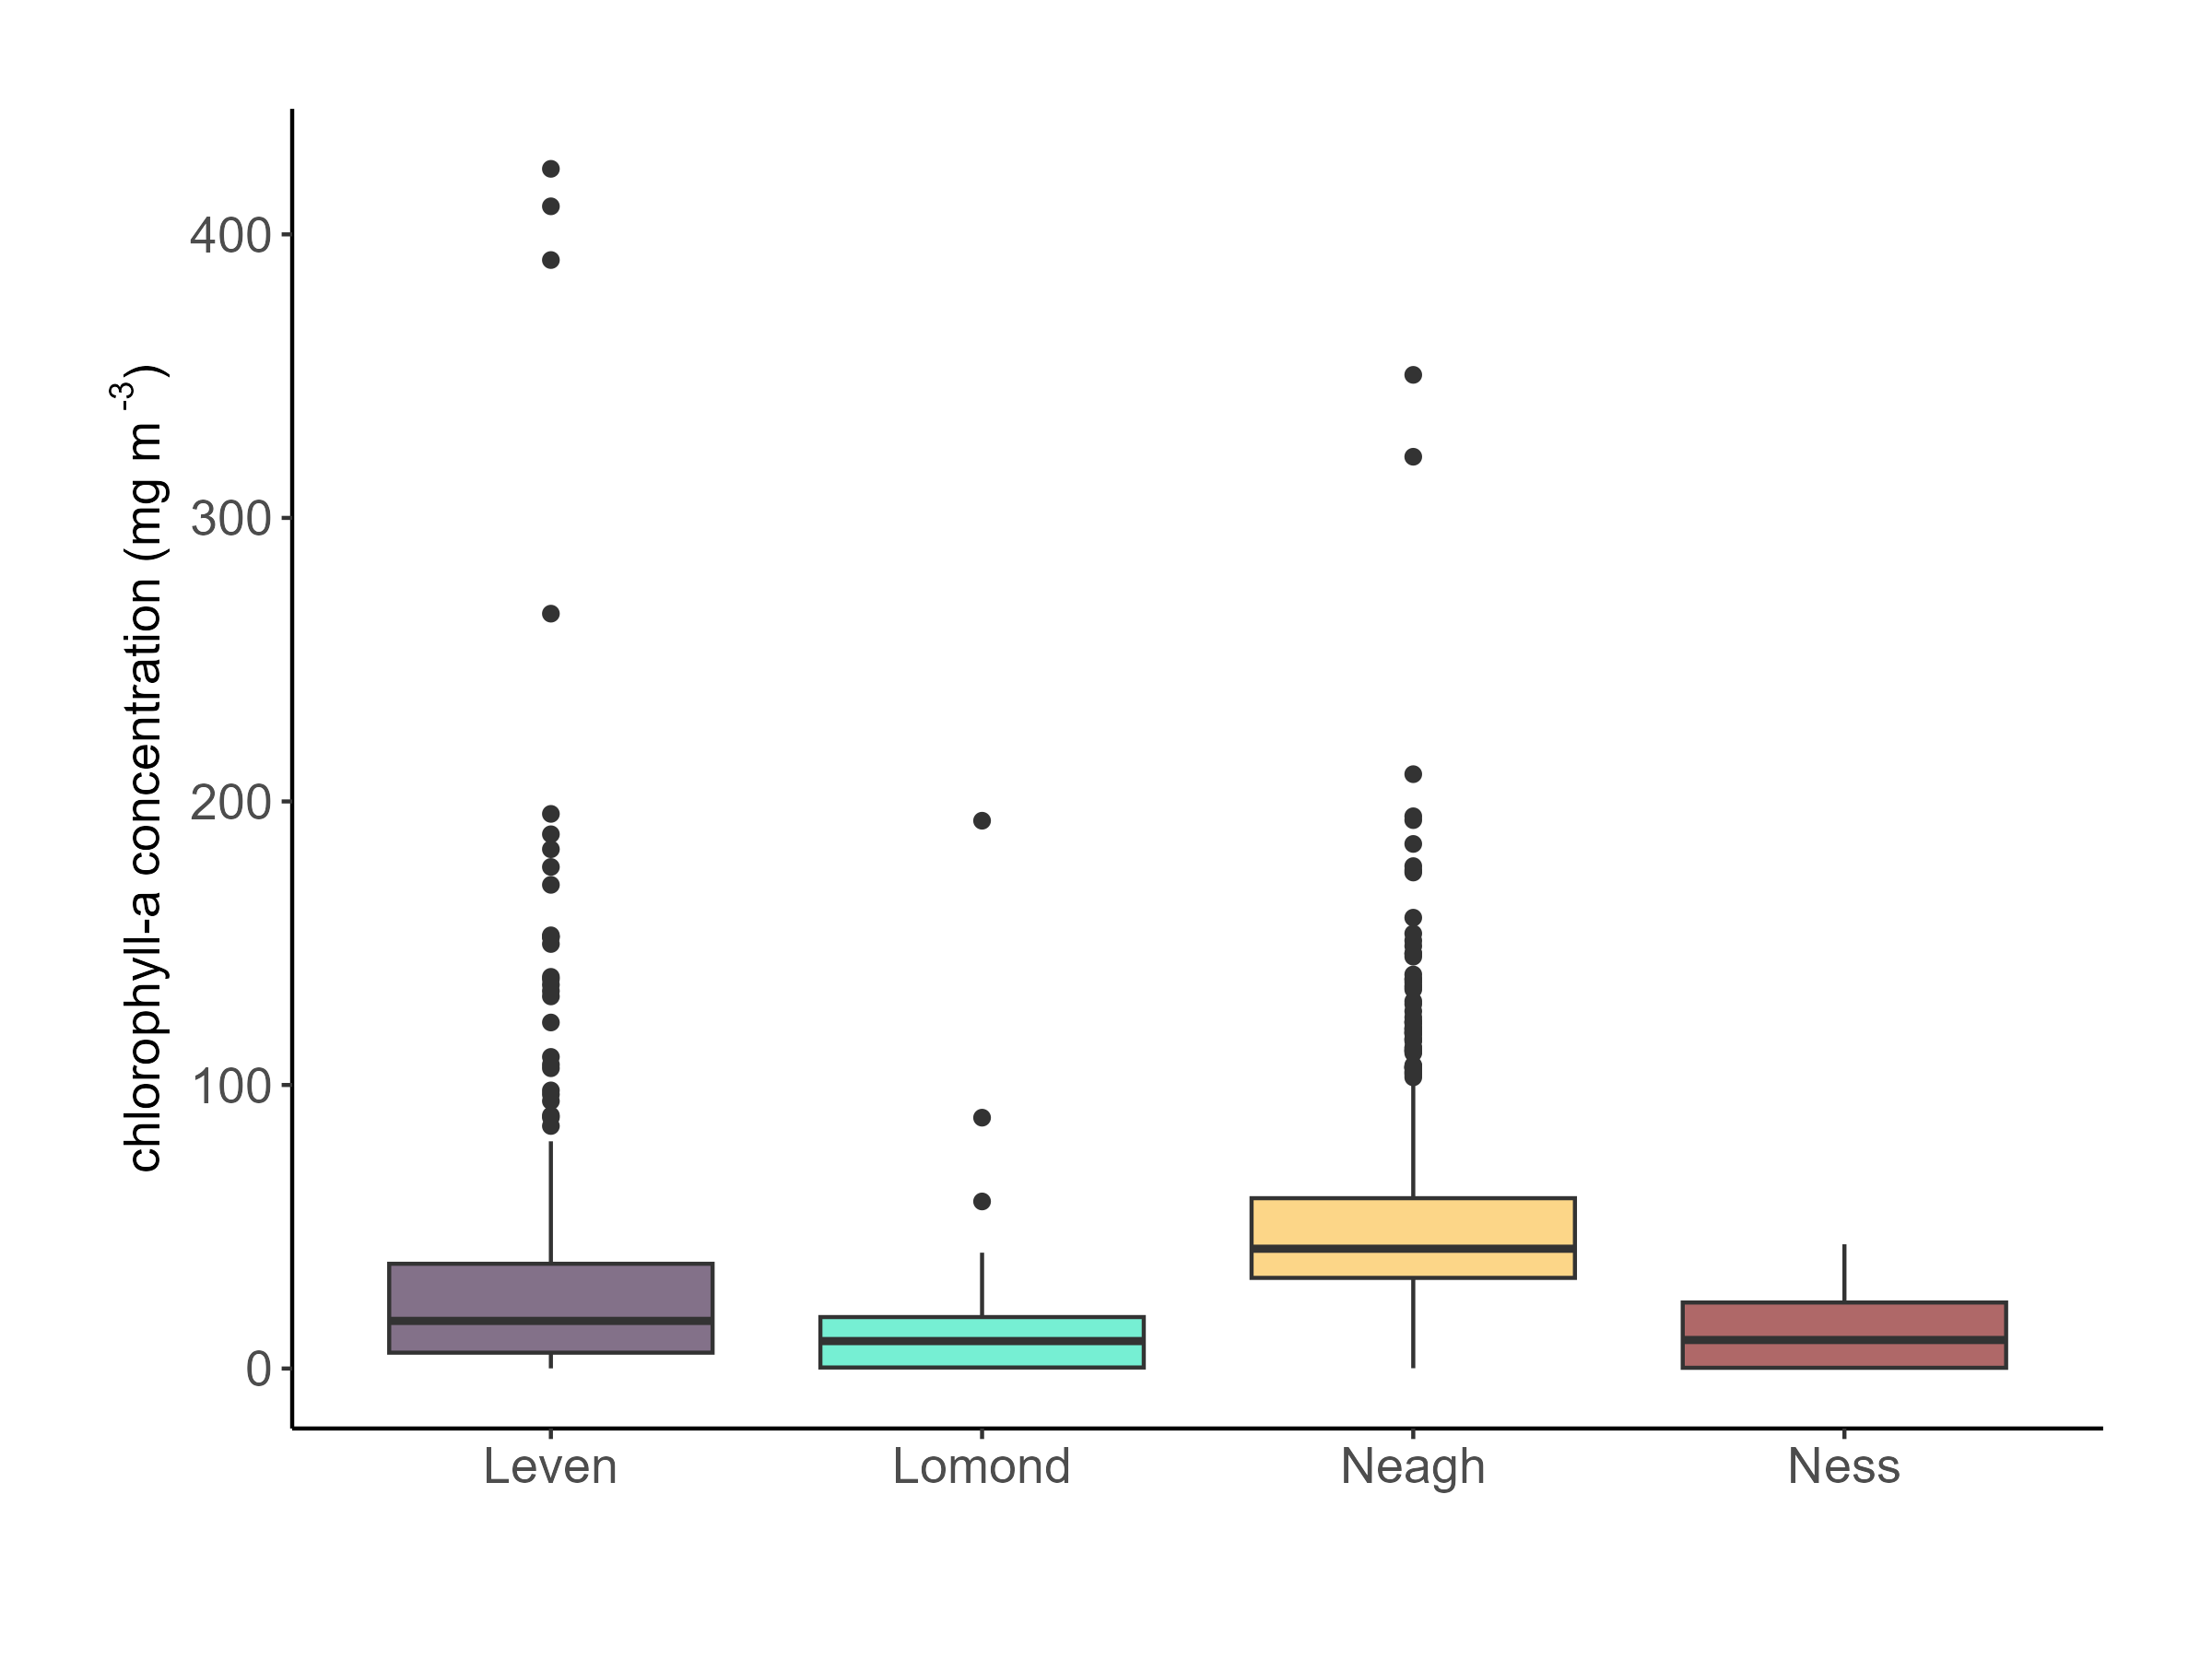 chlorophyll-a concentration (mg m⁻³)
400
300
200
100
0
Leven Lomond Neagh Ness